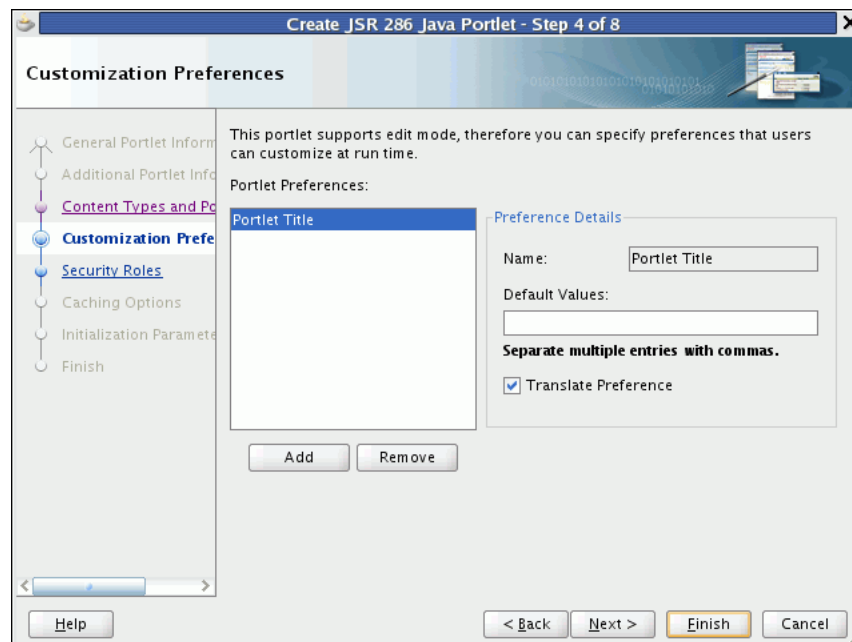 Create JSR 286 Java Portlet - Step 4 of 8
Customization Preferences
General Portlet Inform
Additional Portlet Info
Content Types and Po
Customization Prefe
Security Roles
Caching Options
Initialization Paramete
Finish
This portlet supports edit mode, therefore you can specify preferences that users
can customize at run time.
Portlet Preferences:
Portlet Title
Preference Details
Name: Portlet Title
Default Values:
Separate multiple entries with commas.
Translate Preference
Add Remove
Help < Back Next > Finish Cancel